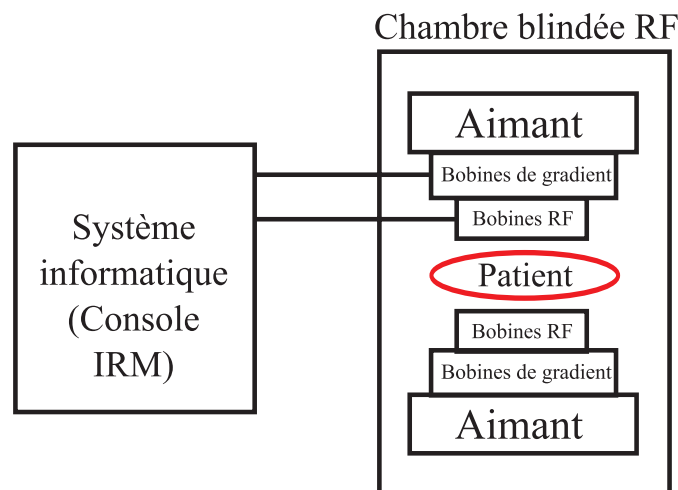 Chambre blindée RF
Aimant
Bobines de gradient
Bobines RF
Patient
Bobines RF
Bobines de gradient
Aimant
Système
informatique
(Console
IRM)